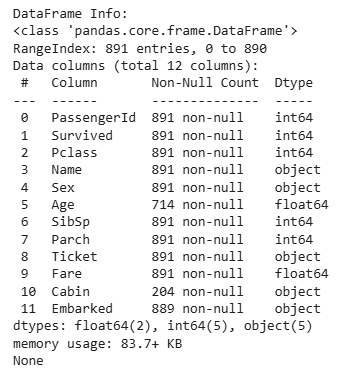 DataFrame Info:
<class 'pandas.core.frame.DataFrame'>
RangeIndex: 891 entries, 0 to 890
Data columns (total 12 columns):
 #   Column       Non-Null Count  Dtype
---  ------       --------------  -----
 0   PassengerId  891 non-null    int64
 1   Survived     891 non-null    int64
 2   Pclass       891 non-null    int64
 3   Name         891 non-null    object
 4   Sex          891 non-null    object
 5   Age          714 non-null    float64
 6   SibSp        891 non-null    int64
 7   Parch        891 non-null    int64
 8   Ticket       891 non-null    object
 9   Fare         891 non-null    float64
 10  Cabin        204 non-null    object
 11  Embarked     889 non-null    object
dtypes: float64(2), int64(5), object(5)
memory usage: 83.7+ KB
None